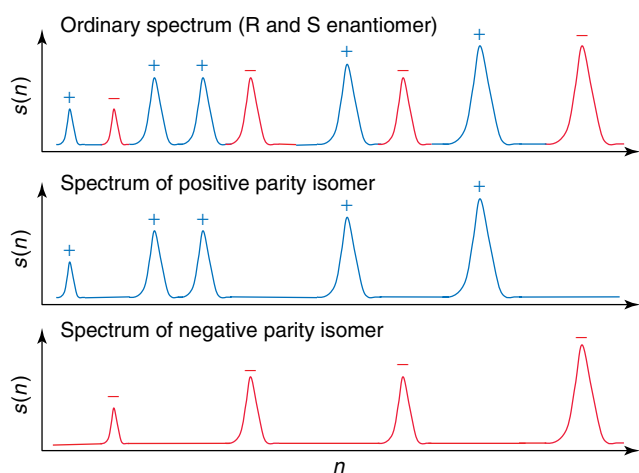 Ordinary spectrum (R and S enantiomer)
s(n)
+ − + + − + − + −
Spectrum of positive parity isomer
s(n)
+ + + + +
Spectrum of negative parity isomer
s(n)
− − − −
n